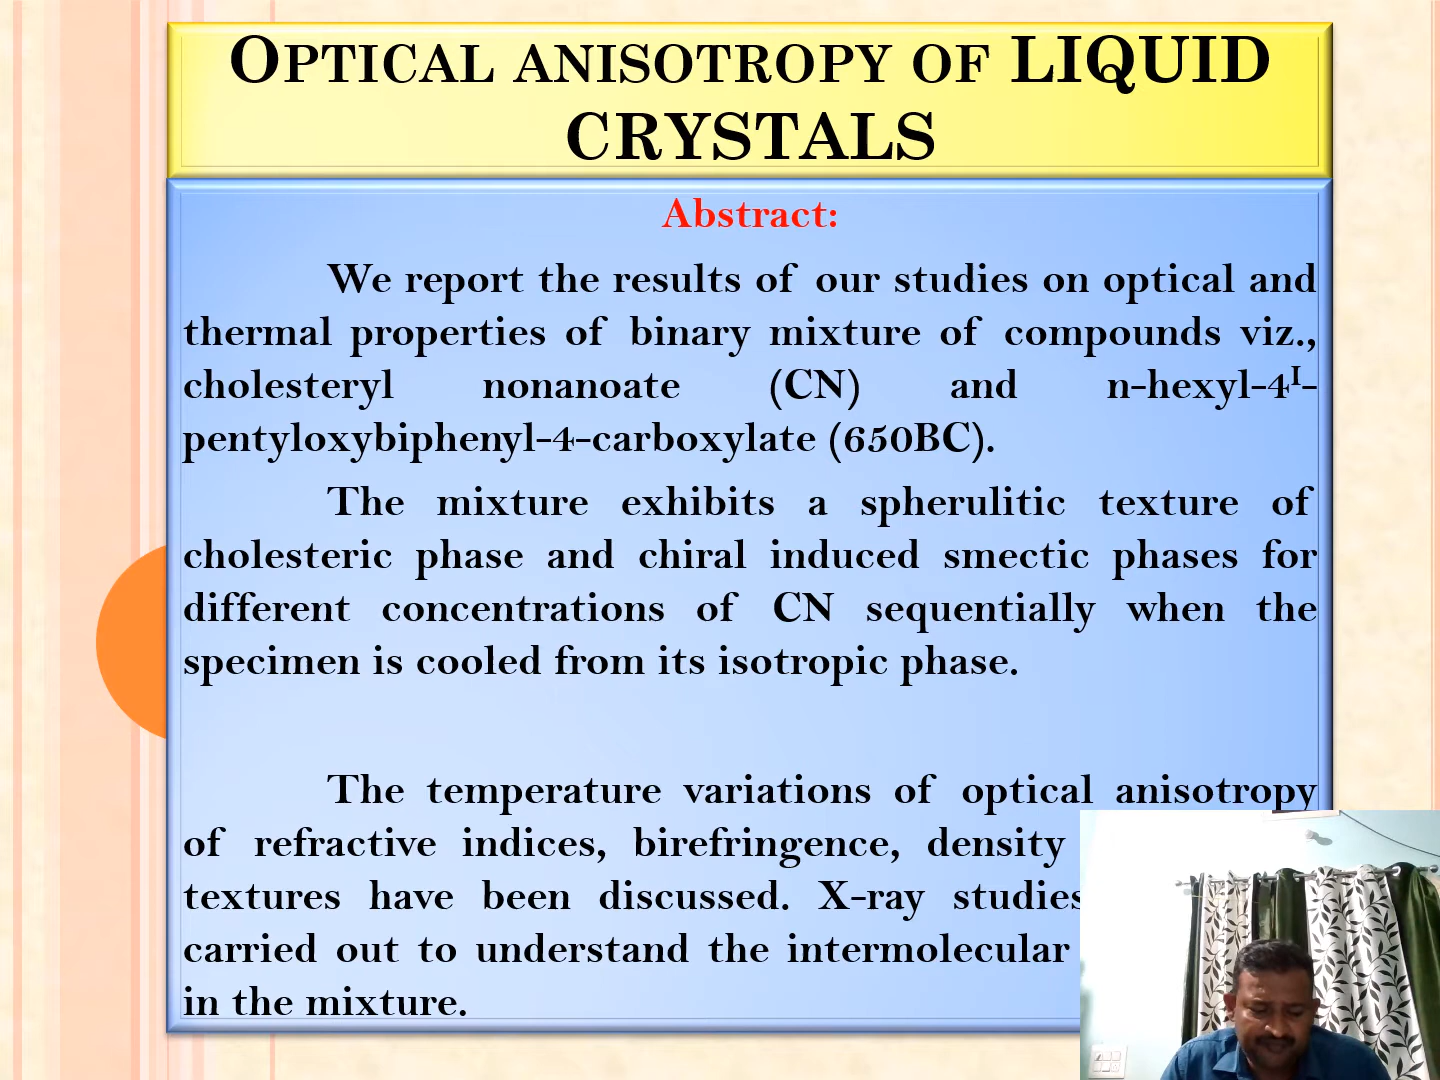 OPTICAL ANISOTROPY OF LIQUID
CRYSTALS
Abstract:
We report the results of our studies on optical and
thermal properties of binary mixture of compounds viz.,
cholesteryl nonanoate (CN) and n-hexyl-4ᴵ-
pentyloxybiphenyl-4-carboxylate (650BC).
The mixture exhibits a spherulitic texture of
cholesteric phase and chiral induced smectic phases for
different concentrations of CN sequentially when the
specimen is cooled from its isotropic phase.
The temperature variations of optical anisotropy
of refractive indices, birefringence, density
textures have been discussed. X-ray studies
carried out to understand the intermolecular
in the mixture.